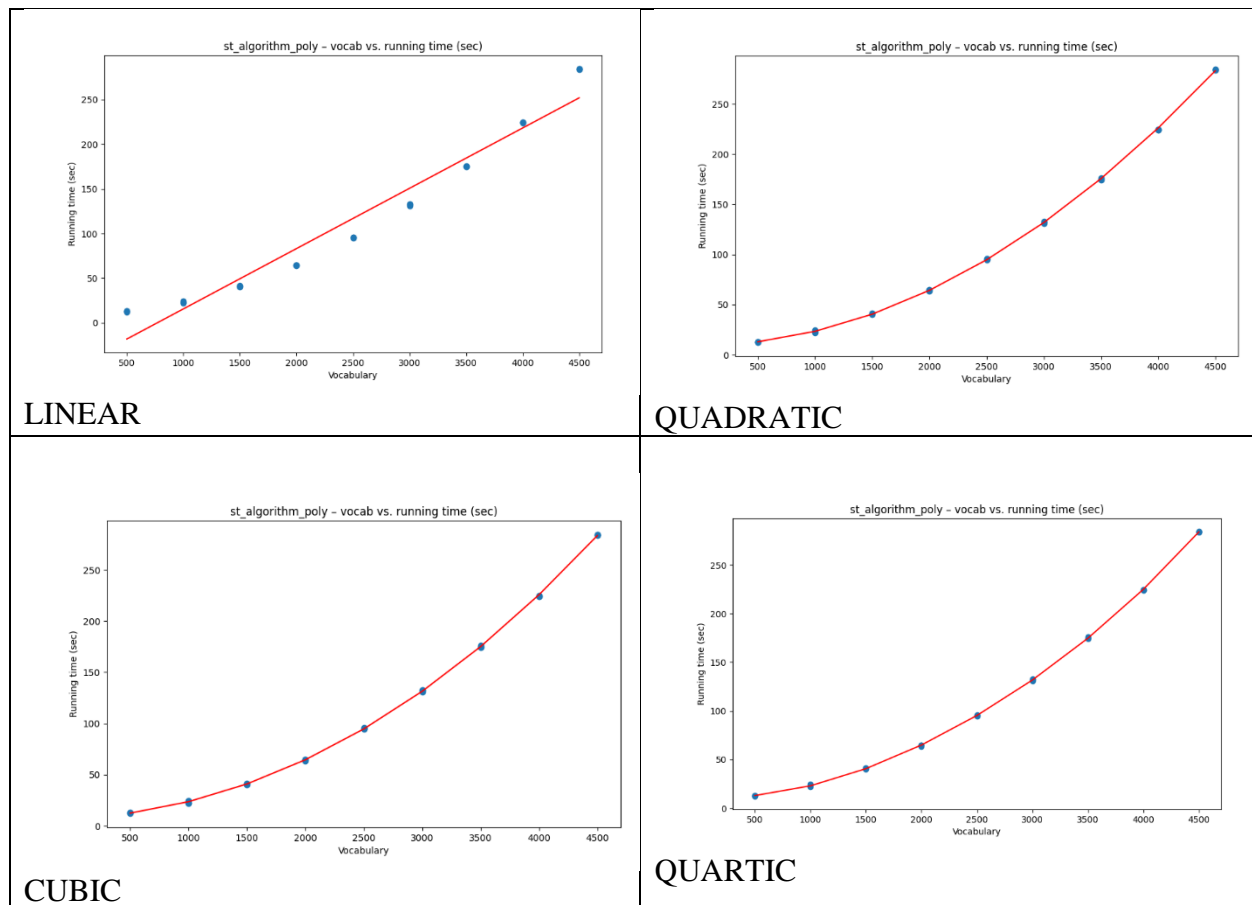 st_algorithm_poly – vocab vs. running time (sec)
250
200
150
100
50
0
Running time (sec)
500 1000 1500 2000 2500 3000 3500 4000 4500
Vocabulary
LINEAR
st_algorithm_poly – vocab vs. running time (sec)
250
200
150
100
50
0
Running time (sec)
500 1000 1500 2000 2500 3000 3500 4000 4500
Vocabulary
QUADRATIC
st_algorithm_poly – vocab vs. running time (sec)
250
200
150
100
50
0
Running time (sec)
500 1000 1500 2000 2500 3000 3500 4000 4500
Vocabulary
CUBIC
st_algorithm_poly – vocab vs. running time (sec)
250
200
150
100
50
0
Running time (sec)
500 1000 1500 2000 2500 3000 3500 4000 4500
Vocabulary
QUARTIC